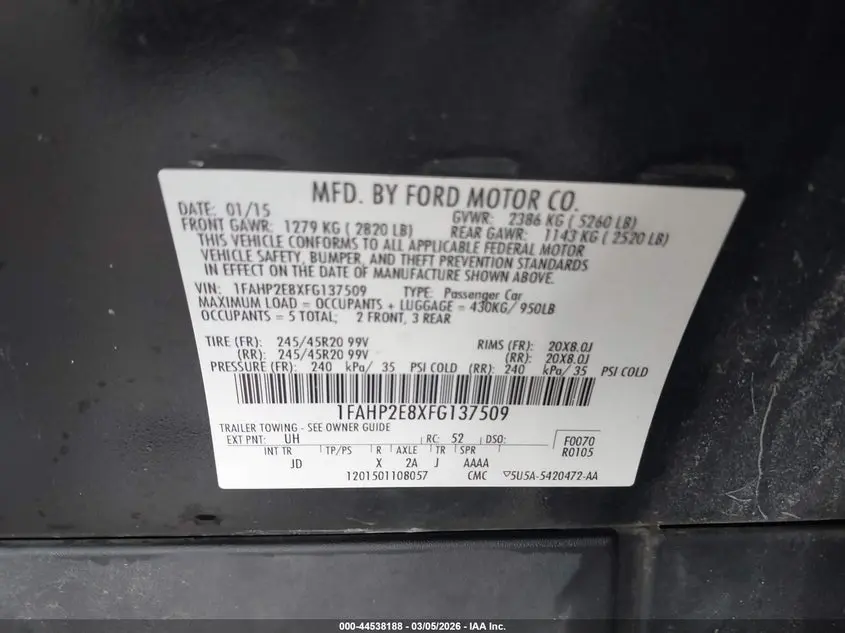 MFD. BY FORD MOTOR CO.
DATE: 01/15 GVWR: 2386 KG ( 5260 LB)
FRONT GAWR: 1279 KG ( 2820 LB) REAR GAWR: 1143 KG ( 2520 LB)
THIS VEHICLE CONFORMS TO ALL APPLICABLE FEDERAL MOTOR
VEHICLE SAFETY, BUMPER, AND THEFT PREVENTION STANDARDS
IN EFFECT ON THE DATE OF MANUFACTURE SHOWN ABOVE.
VIN: 1FAHP2E8XFG137509 TYPE: Passenger Car
MAXIMUM LOAD = OCCUPANTS + LUGGAGE = 430KG/ 950LB
OCCUPANTS = 5 TOTAL; 2 FRONT, 3 REAR
TIRE (FR): 245/45R20 99V RIMS (FR): 20X8.0J
(RR): 245/45R20 99V (RR): 20X8.0J
PRESSURE (FR): 240 kPa/ 35 PSI COLD (RR): 240 kPa/ 35 PSI COLD
1FAHP2E8XFG137509
TRAILER TOWING - SEE OWNER GUIDE
EXT PNT: UH RC: 52 DSO: F0070
INT TR TP/PS R AXLE TR SPR R0105
JD X 2A J AAAA
1201501108057 CMC ▽5U5A-5420472-AA
000-44538188 - 03/05/2026 - IAA Inc.